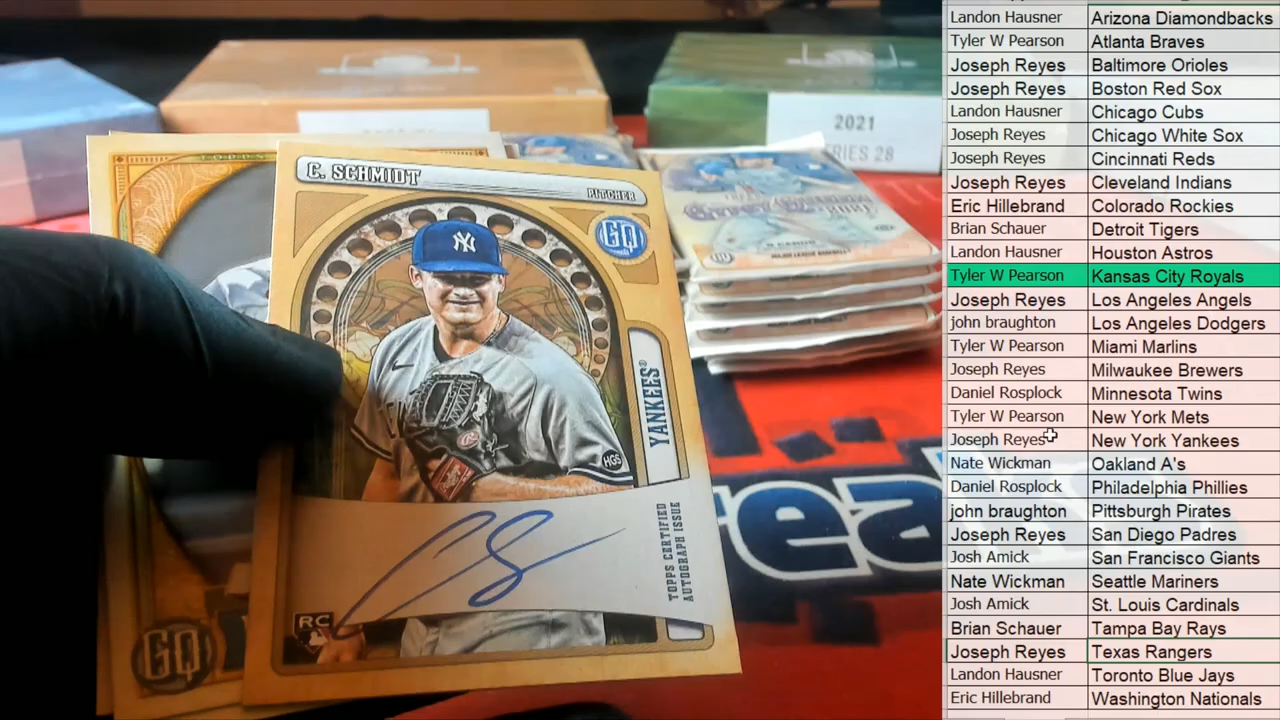 C. SCHMIDT
PITCHER
GQ
NY
YANKEES®
HGS
TOPPS CERTIFIED
AUTOGRAPH ISSUE
RC
GQ
2021
SERIES 28
Landon Hausner Arizona Diamondbacks
Tyler W Pearson Atlanta Braves
Joseph Reyes Baltimore Orioles
Joseph Reyes Boston Red Sox
Landon Hausner Chicago Cubs
Joseph Reyes Chicago White Sox
Joseph Reyes Cincinnati Reds
Joseph Reyes Cleveland Indians
Eric Hillebrand Colorado Rockies
Brian Schauer Detroit Tigers
Landon Hausner Houston Astros
Tyler W Pearson Kansas City Royals
Joseph Reyes Los Angeles Angels
john braughton Los Angeles Dodgers
Tyler W Pearson Miami Marlins
Joseph Reyes Milwaukee Brewers
Daniel Rosplock Minnesota Twins
Tyler W Pearson New York Mets
Joseph Reyes New York Yankees
Nate Wickman Oakland A's
Daniel Rosplock Philadelphia Phillies
john braughton Pittsburgh Pirates
Joseph Reyes San Diego Padres
Josh Amick San Francisco Giants
Nate Wickman Seattle Mariners
Josh Amick St. Louis Cardinals
Brian Schauer Tampa Bay Rays
Joseph Reyes Texas Rangers
Landon Hausner Toronto Blue Jays
Eric Hillebrand Washington Nationals